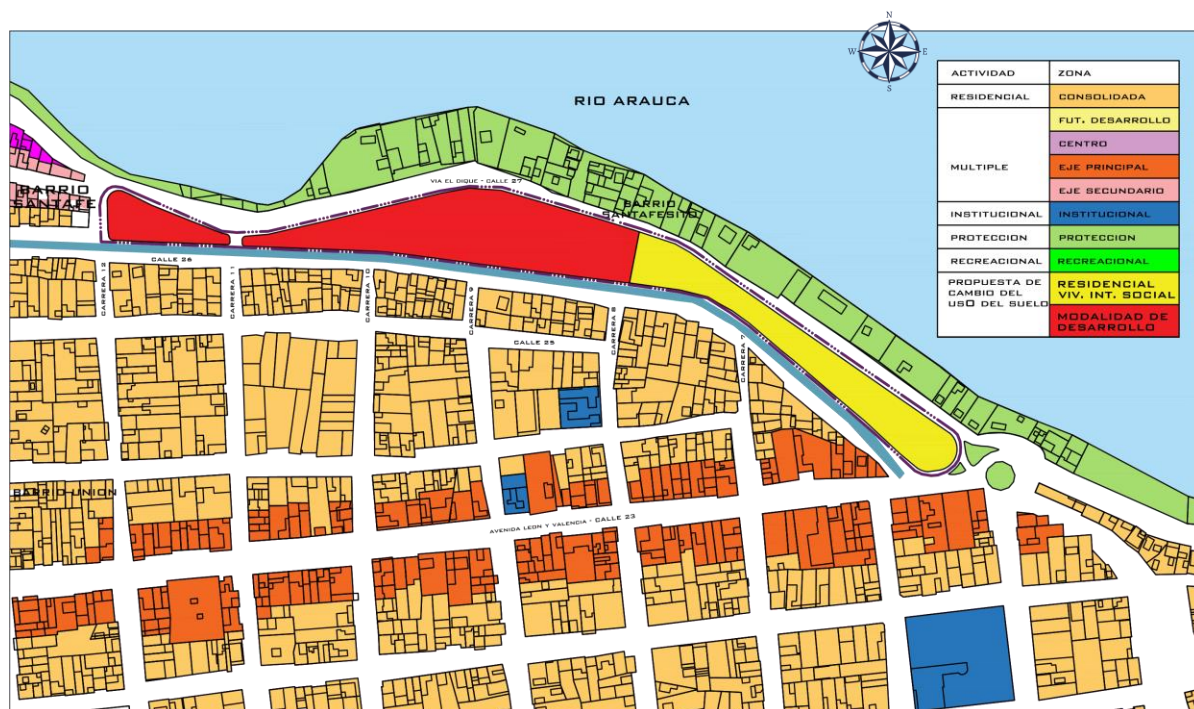 N
W
E
S
RIO ARAUCA
ACTIVIDAD
ZONA
RESIDENCIAL
CONSOLIDADA
MULTIPLE
FUT. DESARROLLO
CENTRO
EJE PRINCIPAL
EJE SECUNDARIO
INSTITUCIONAL
INSTITUCIONAL
PROTECCION
PROTECCION
RECREACIONAL
RECREACIONAL
PROPUESTA DE
CAMBIO DEL
USO DEL SUELO
RESIDENCIAL
VIV. INT. SOCIAL
MODALIDAD DE
DESARROLLO
VIA EL DIQUE - CALLE 27
BARRIO
SANTAFE
BARRIO
SANTAFESITO
CALLE 26
CARRERA 12
CARRERA 11
CARRERA 10
CARRERA 9
CARRERA 8
CARRERA 7
CALLE 25
BARRIO UNION
AVENIDA LEON Y VALENCIA - CALLE 23